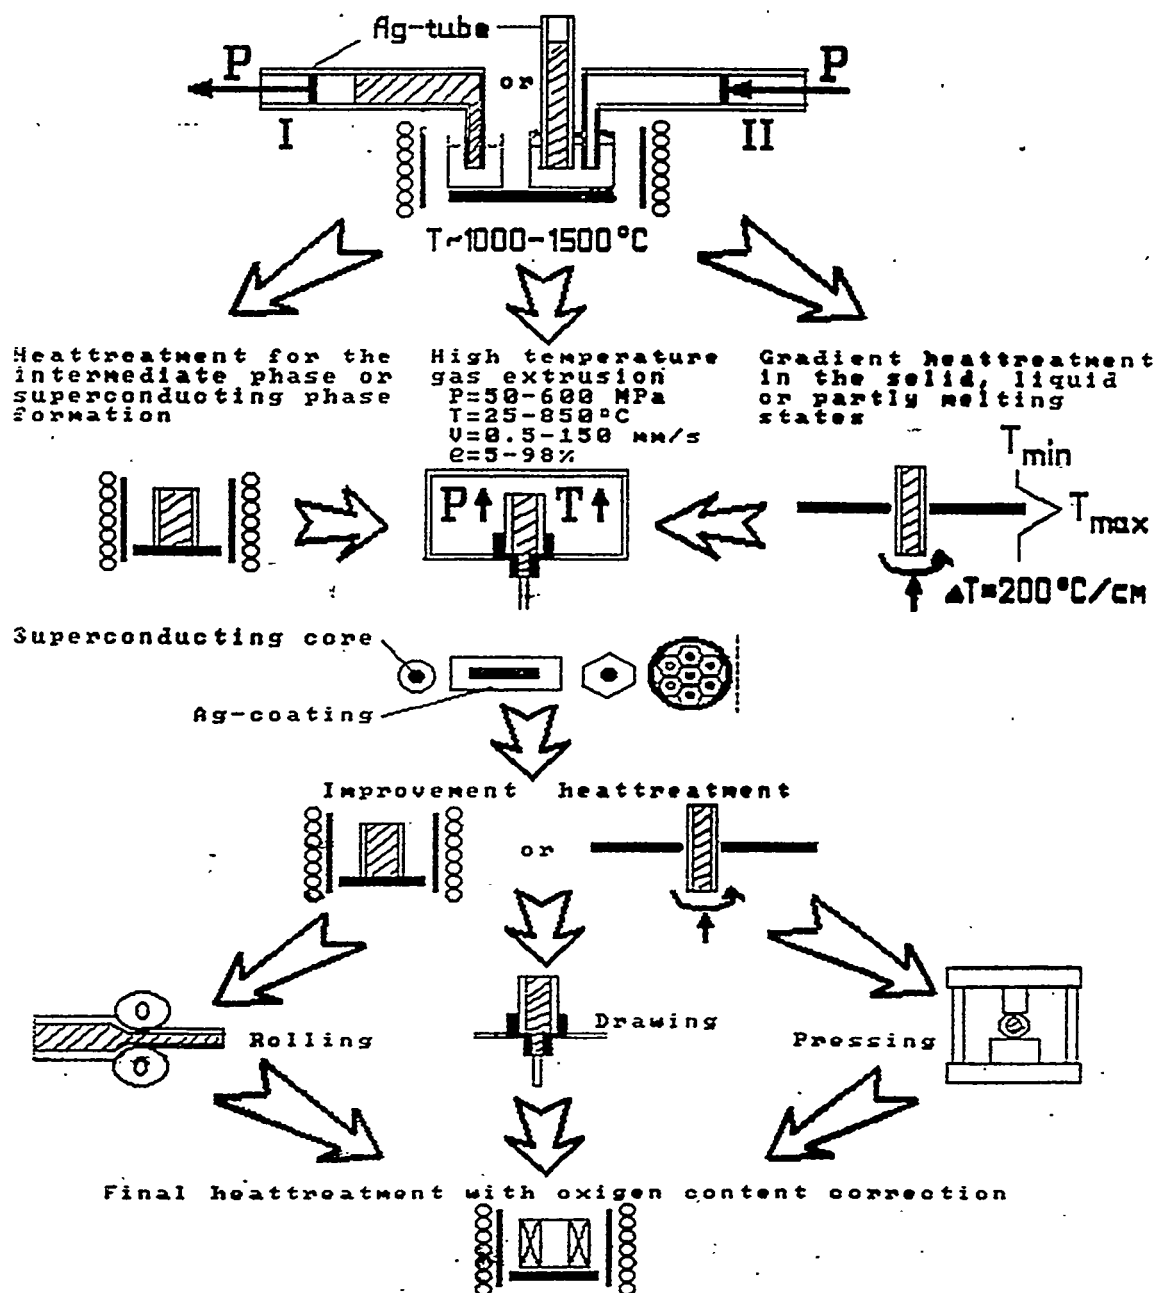 Ag-tube
P
or
P
I
II
T~1000-1500°C
Heattreatment for the
intermediate phase or
superconducting phase
formation
High temperature
gas extrusion
P=50-600 MPa
T=25-850°C
V=0.5-150 mm/s
e=5-98%
Gradient heattreatment
in the solid, liquid
or partly melting
states
Tmin
P
T
Tmax
ΔT=200°C/cm
Superconducting core
Ag-coating
Improvement heattreatment
or
Rolling
Drawing
Pressing
Final heattreatment with oxigen content correction